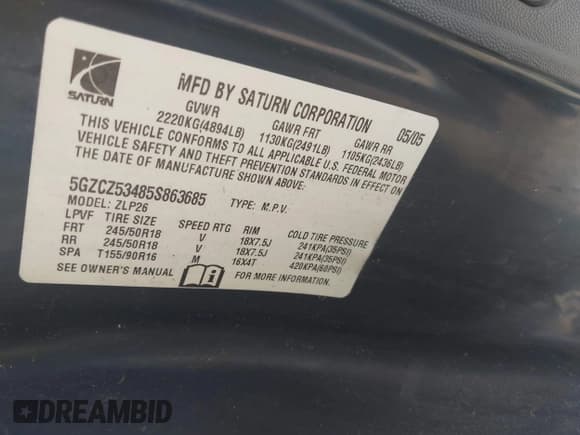 SATURN
MFD BY SATURN CORPORATION 05/05
GVWR GAWR FRT GAWR RR
2220KG(4894LB) 1130KG(2491LB) 1105KG(2436LB)
THIS VEHICLE CONFORMS TO ALL APPLICABLE U.S. FEDERAL MOTOR
VEHICLE SAFETY AND THEFT PREVENTION STANDARDS IN EFFECT ON
THE DATE OF MANUFACTURE SHOWN ABOVE.
5GZCZ53485S863685 TYPE: M.P.V.
MODEL: ZLP26
LPVF TIRE SIZE SPEED RTG RIM COLD TIRE PRESSURE
FRT 245/50R18 V 18X7.5J 241KPA(35PSI)
RR 245/50R18 V 18X7.5J 241KPA(35PSI)
SPA T155/90R16 M 16X4T 420KPA(60PSI)
SEE OWNER'S MANUAL FOR MORE INFORMATION.
DREAMBID